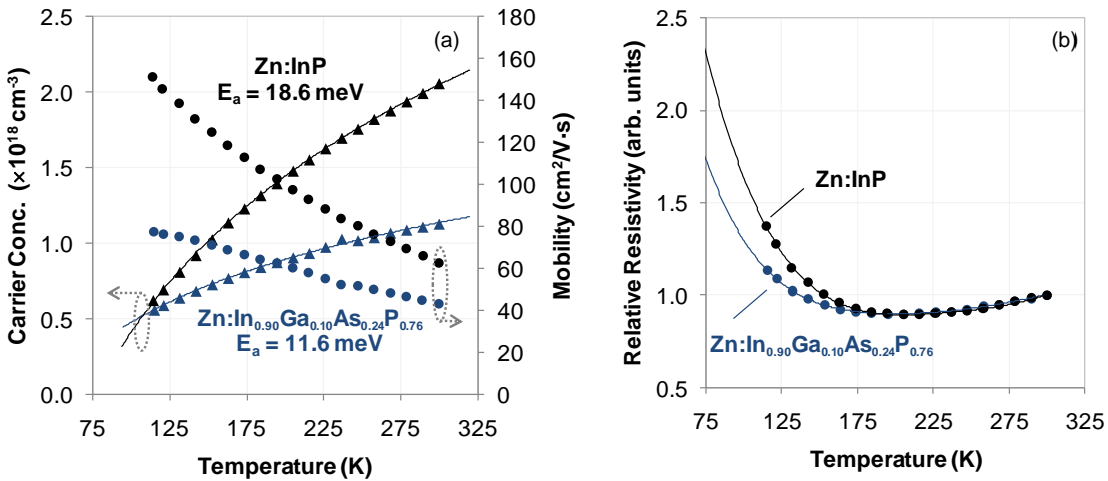 (a)
Carrier Conc. (×10¹⁸ cm⁻³)
2.5
2.0
1.5
1.0
0.5
0.0
Zn:InP
Eₐ = 18.6 meV
Zn:In₀.₉₀Ga₀.₁₀As₀.₂₄P₀.₇₆
Eₐ = 11.6 meV
180
160
140
120
100
80
60
40
20
0
Mobility (cm²/V·s)
75 125 175 225 275 325
Temperature (K)
(b)
Relative Resistivity (arb. units)
2.5
2.0
1.5
1.0
0.5
Zn:InP
Zn:In₀.₉₀Ga₀.₁₀As₀.₂₄P₀.₇₆
75 125 175 225 275 325
Temperature (K)